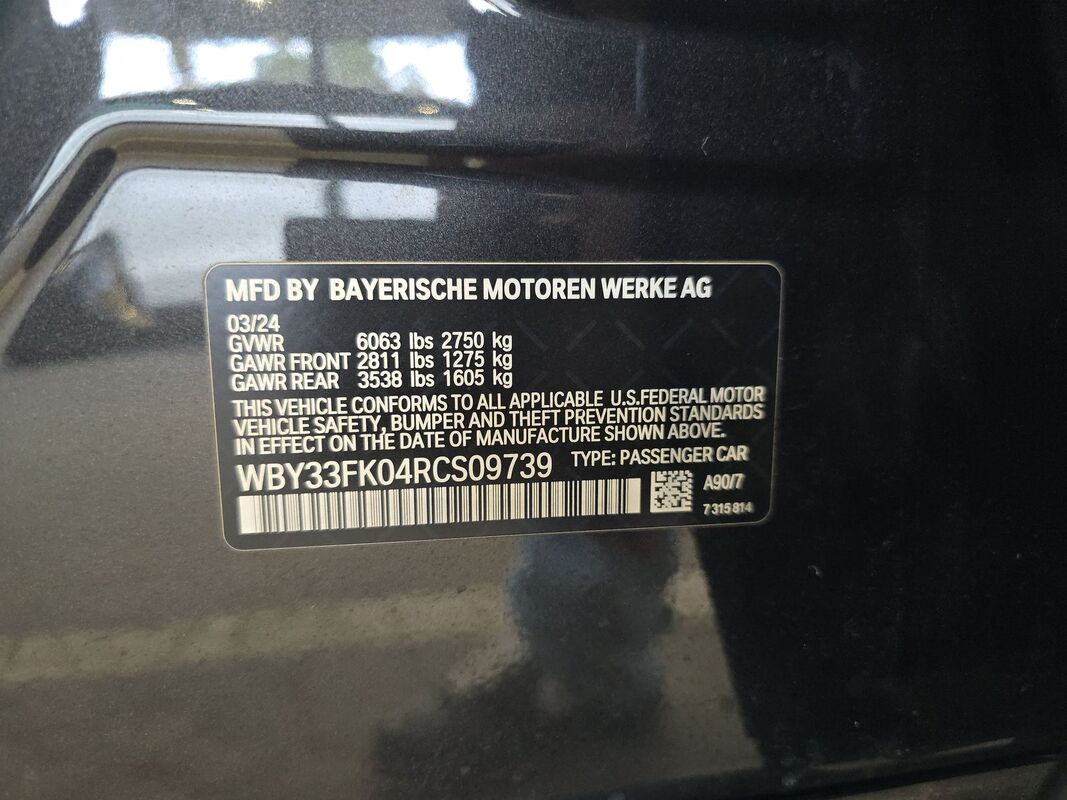 MFD BY BAYERISCHE MOTOREN WERKE AG
03/24
GVWR 6063 lbs 2750 kg
GAWR FRONT 2811 lbs 1275 kg
GAWR REAR 3538 lbs 1605 kg
THIS VEHICLE CONFORMS TO ALL APPLICABLE U.S.FEDERAL MOTOR
VEHICLE SAFETY, BUMPER AND THEFT PREVENTION STANDARDS
IN EFFECT ON THE DATE OF MANUFACTURE SHOWN ABOVE.
WBY33FK04RCS09739 TYPE: PASSENGER CAR
A90/7
7 315 814